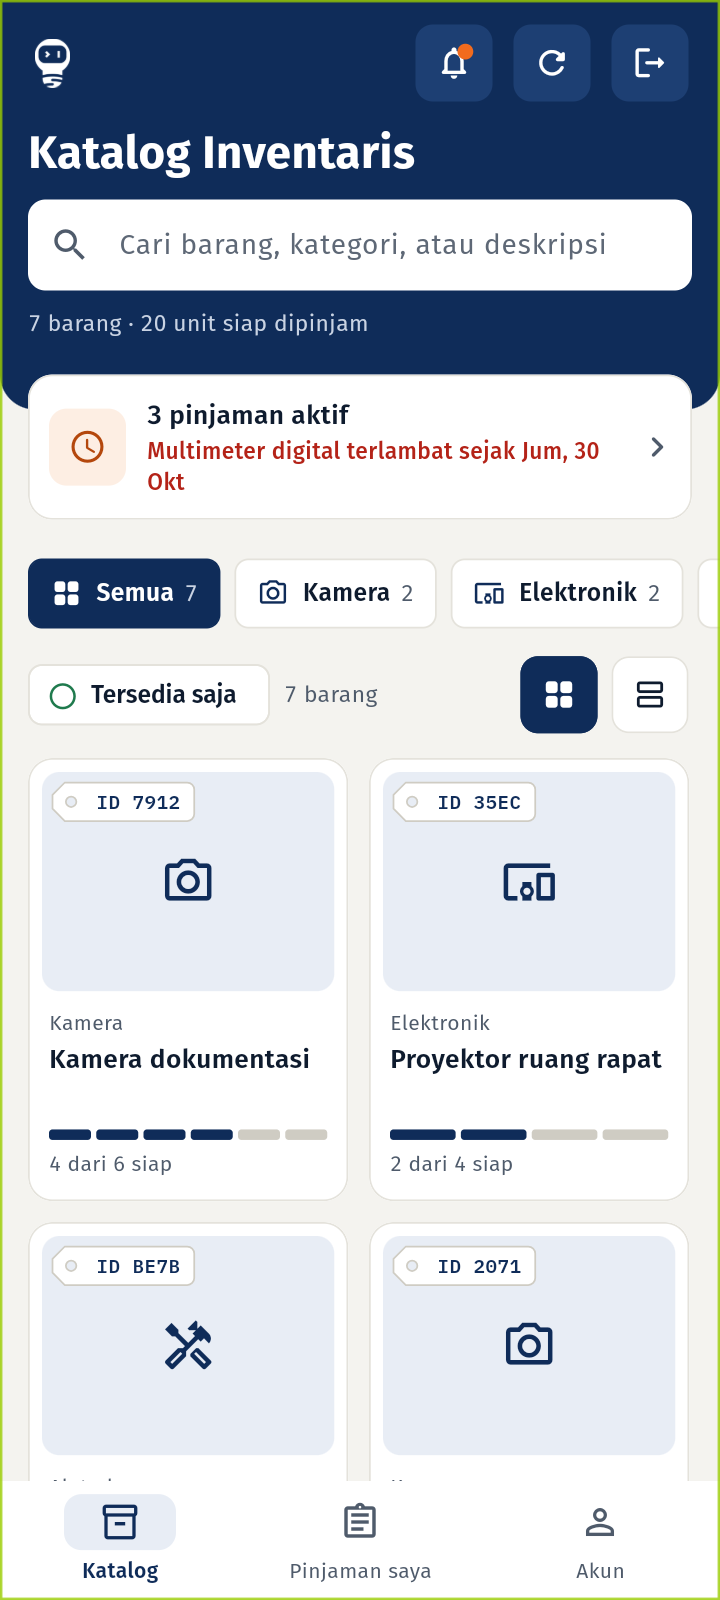 Katalog Inventaris
Cari barang, kategori, atau deskripsi
7 barang · 20 unit siap dipinjam
3 pinjaman aktif
Multimeter digital terlambat sejak Jum, 30
Okt
Semua 7
Kamera 2
Elektronik 2
Tersedia saja
7 barang
ID 7912
ID 35EC
Kamera
Elektronik
Kamera dokumentasi
Proyektor ruang rapat
4 dari 6 siap
2 dari 4 siap
ID BE7B
ID 2071
Katalog
Pinjaman saya
Akun